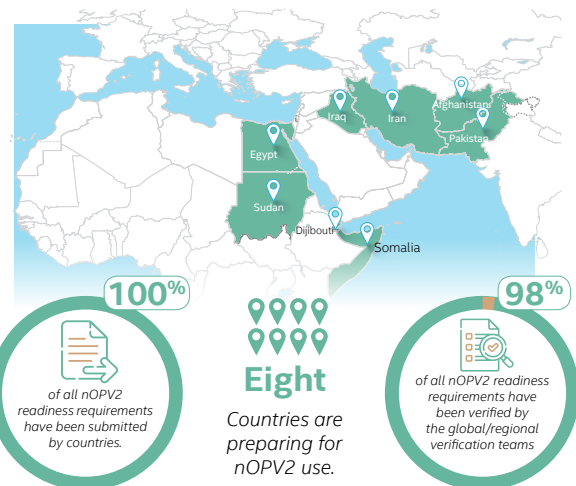 Iraq
Iran
Afghanistan
Pakistan
Egypt
Sudan
Djibouti
Somalia
100%
of all nOPV2
readiness requirements
have been submitted
by countries.
Eight
Countries are
preparing for
nOPV2 use.
98%
of all nOPV2 readiness
requirements have
been verified by
the global/regional
verification teams